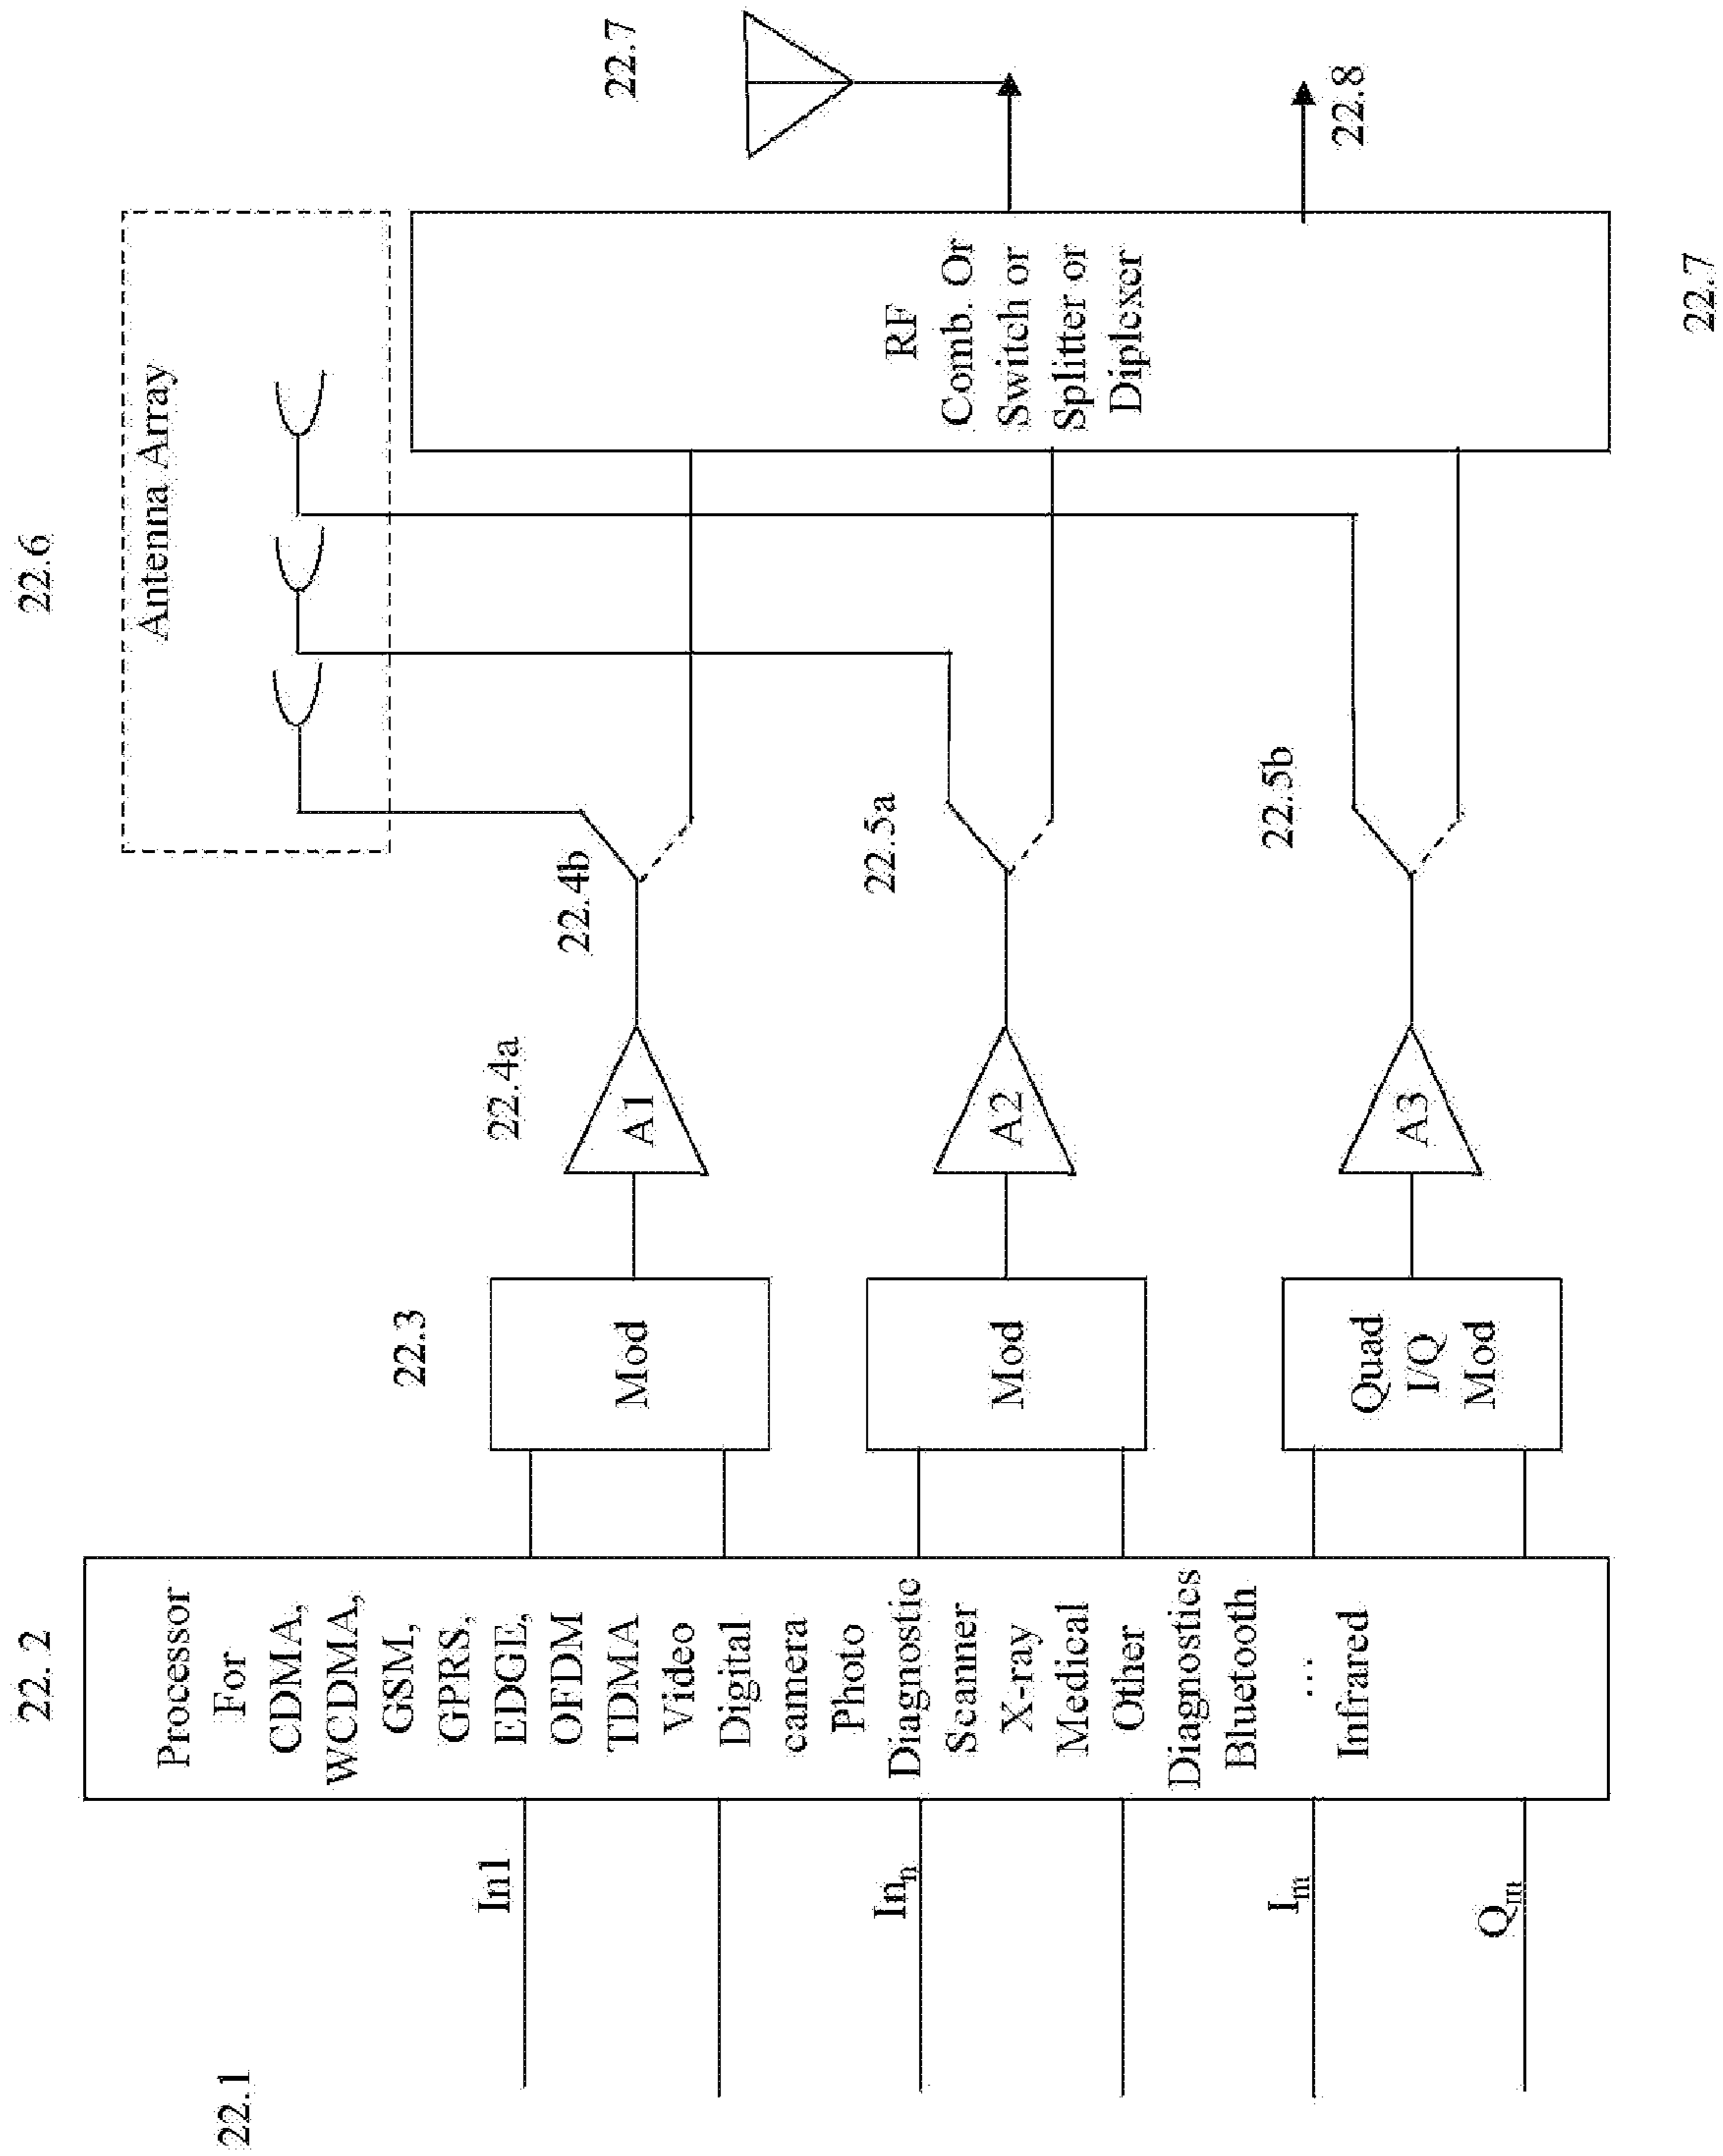 22.1
22. 2
Processor
For
CDMA,
WCDMA,
GSM,
GPRS,
EDGE,
OFDM
TDMA
Video
Digital
camera
Photo
Diagnostic
Scanner
X-ray
Medical
Other
Diagnostics
Bluetooth
...
Infrared
In1
Inn
Im
Qm
22.3
Mod
Mod
Quad
I/Q
Mod
22.4a
A1
A2
A3
22.4b
22.5a
22.5b
22.6
Antenna Array
RF
Comb. Or
Switch or
Splitter or
Diplexer
22.7
22.7
22.8